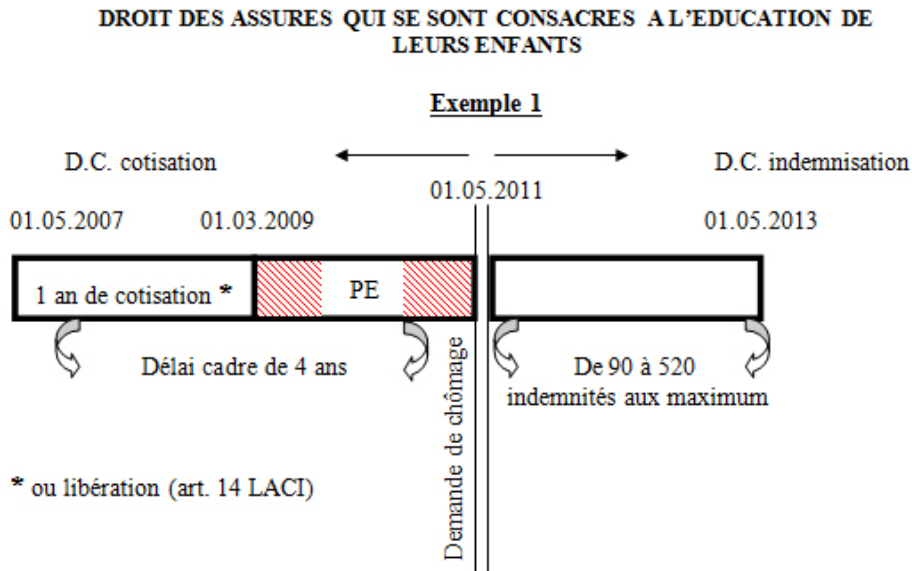 DROIT DES ASSURES QUI SE SONT CONSACRES A L'EDUCATION DE
LEURS ENFANTS
Exemple 1
D.C. cotisation
D.C. indemnisation
01.05.2011
01.05.2007
01.03.2009
01.05.2013
1 an de cotisation *
PE
Délai cadre de 4 ans
De 90 à 520
indemnités aux maximum
Demande de chômage
* ou libération (art. 14 LACI)